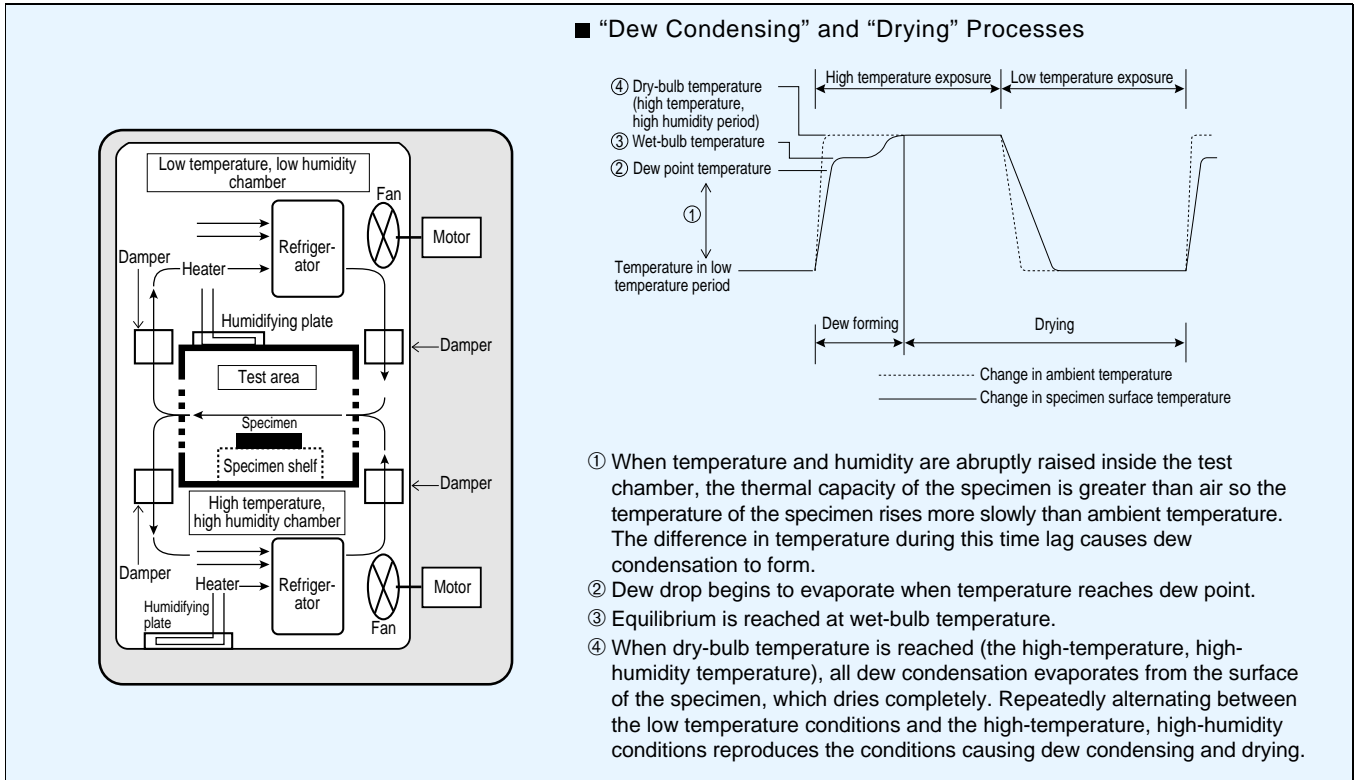 ■ “Dew Condensing” and “Drying” Processes
Low temperature, low humidity
chamber
Fan
Motor
Refriger-
ator
Damper
Heater
Humidifying plate
Damper
Test area
Specimen
Specimen shelf
Damper
High temperature,
high humidity chamber
Damper
Heater
Refriger-
ator
Motor
Humidifying
plate
Fan
④ Dry-bulb temperature
(high temperature,
high humidity period)
③ Wet-bulb temperature
② Dew point temperature
①
Temperature in low
temperature period
High temperature exposure
Low temperature exposure
Dew forming
Drying
Change in ambient temperature
Change in specimen surface temperature
① When temperature and humidity are abruptly raised inside the test
chamber, the thermal capacity of the specimen is greater than air so the
temperature of the specimen rises more slowly than ambient temperature.
The difference in temperature during this time lag causes dew
condensation to form.
② Dew drop begins to evaporate when temperature reaches dew point.
③ Equilibrium is reached at wet-bulb temperature.
④ When dry-bulb temperature is reached (the high-temperature, high-
humidity temperature), all dew condensation evaporates from the surface
of the specimen, which dries completely. Repeatedly alternating between
the low temperature conditions and the high-temperature, high-humidity
conditions reproduces the conditions causing dew condensing and drying.